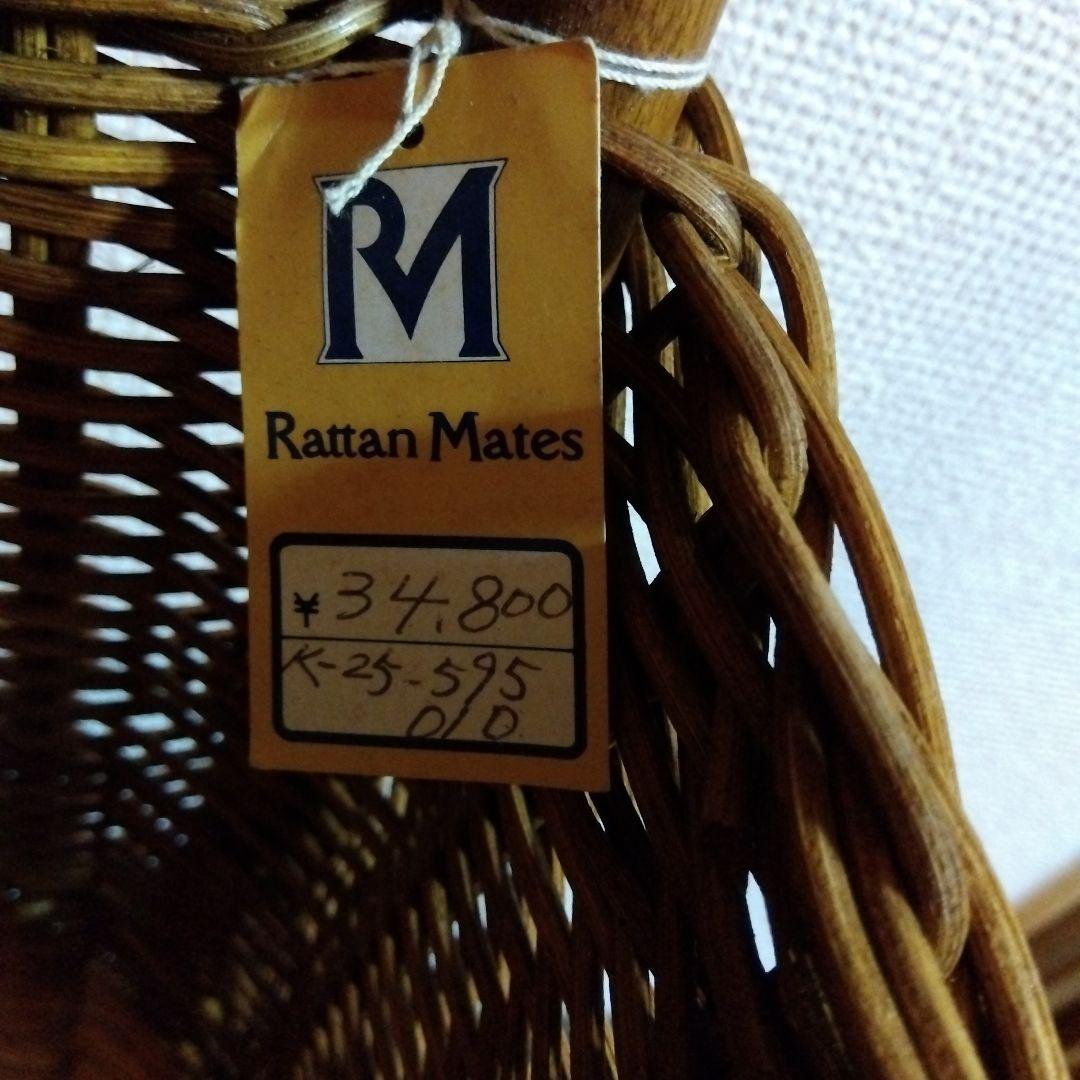 RM
Rattan Mates
¥34,800
K-25-595
010